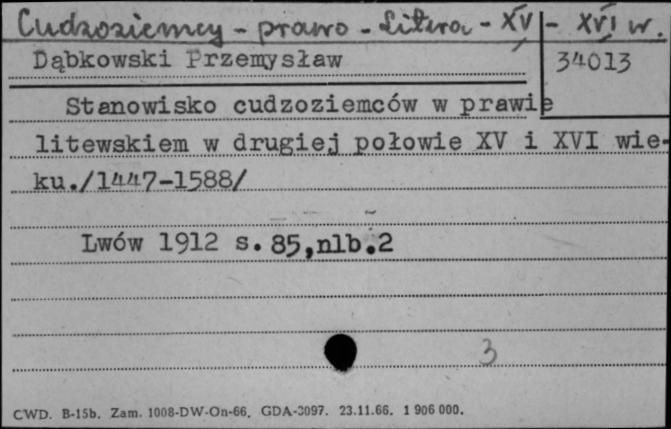 Cudzoziemcy - prawo - Litwa - XV - XVI w.
Dąbkowski Przemysław
34013
Stanowisko cudzoziemców w prawie
litewskiem w drugiej połowie XV i XVI wie-
ku./1447-1588/
Lwów 1912 s. 85,nlb.2
3
CWD. B-15b. Zam. 1008-DW-On-66. GDA-3097. 23.11.66. 1 906 000.